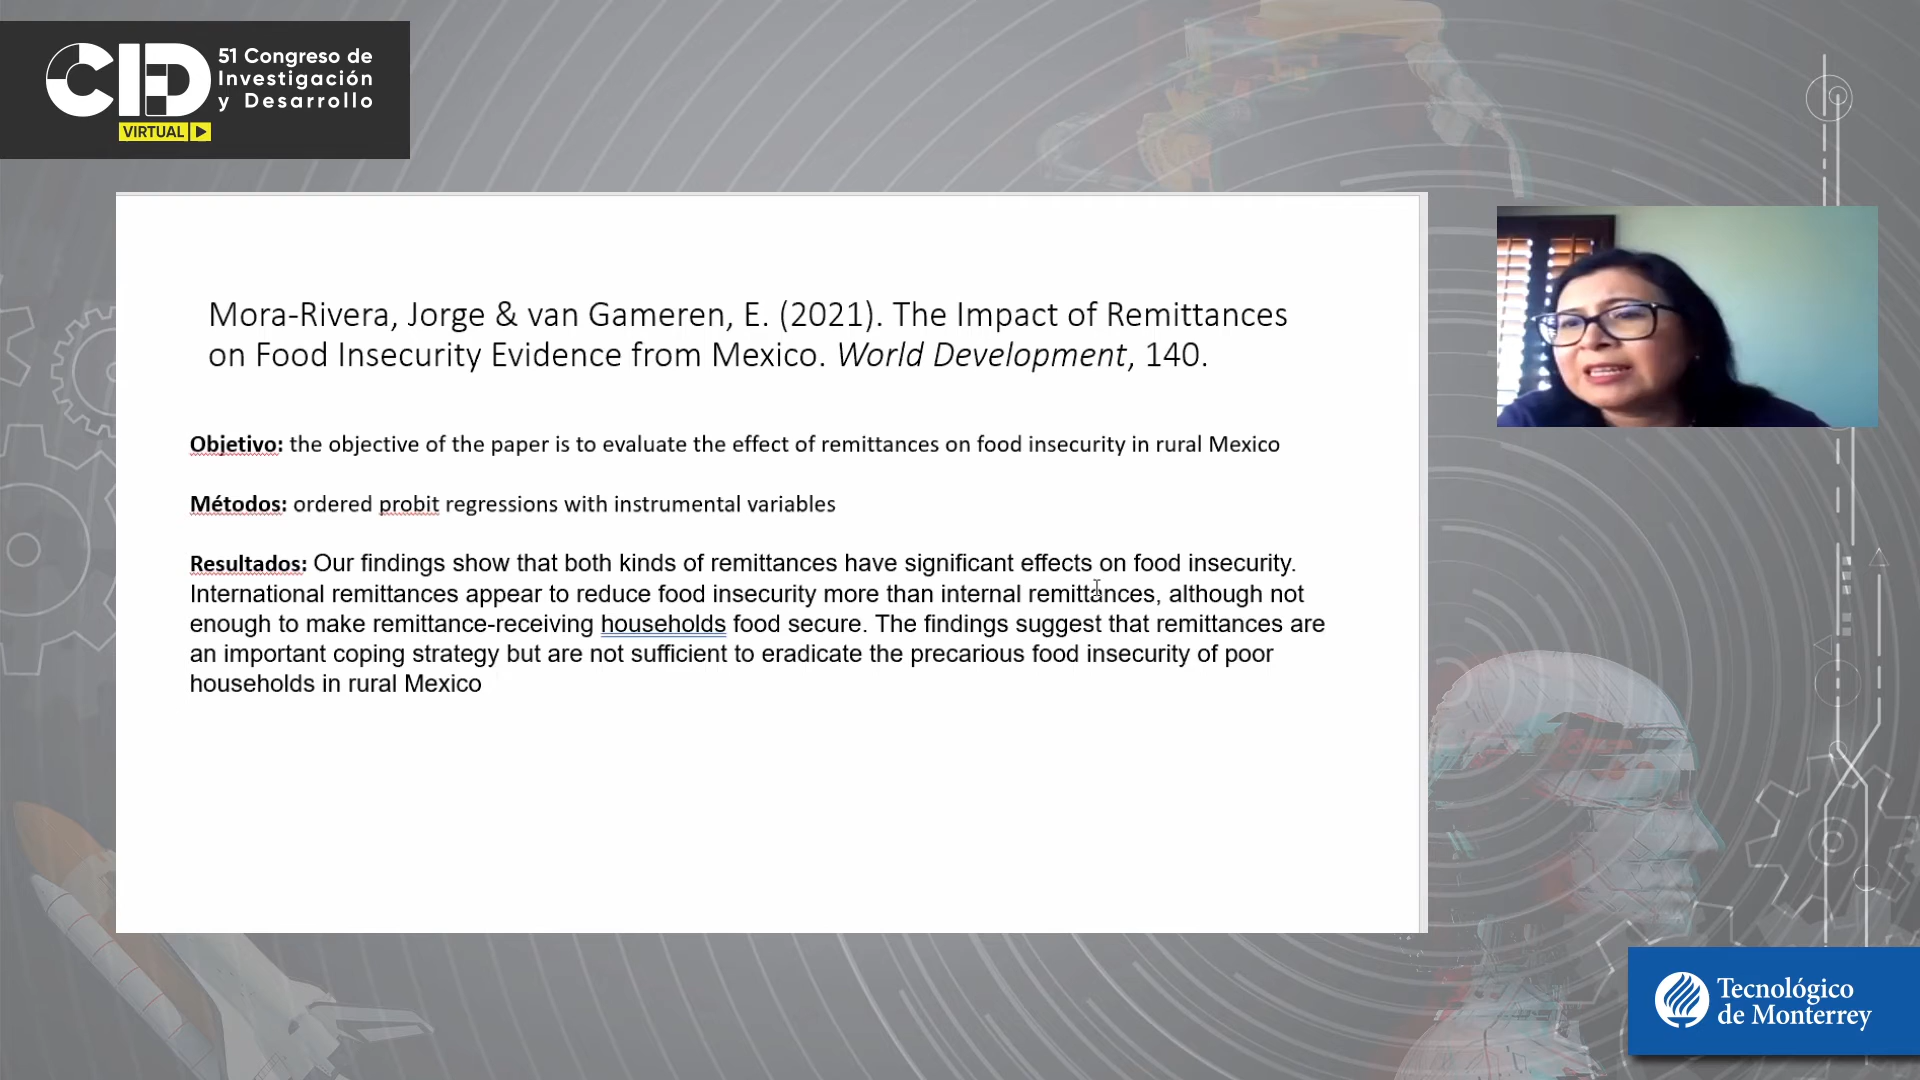 CID
51 Congreso de
Investigación
y Desarrollo
VIRTUAL
Mora-Rivera, Jorge & van Gameren, E. (2021). The Impact of Remittances
on Food Insecurity Evidence from Mexico. World Development, 140.
Objetivo: the objective of the paper is to evaluate the effect of remittances on food insecurity in rural Mexico
Métodos: ordered probit regressions with instrumental variables
Resultados: Our findings show that both kinds of remittances have significant effects on food insecurity.
International remittances appear to reduce food insecurity more than internal remittances, although not
enough to make remittance-receiving households food secure. The findings suggest that remittances are
an important coping strategy but are not sufficient to eradicate the precarious food insecurity of poor
households in rural Mexico
Tecnológico
de Monterrey